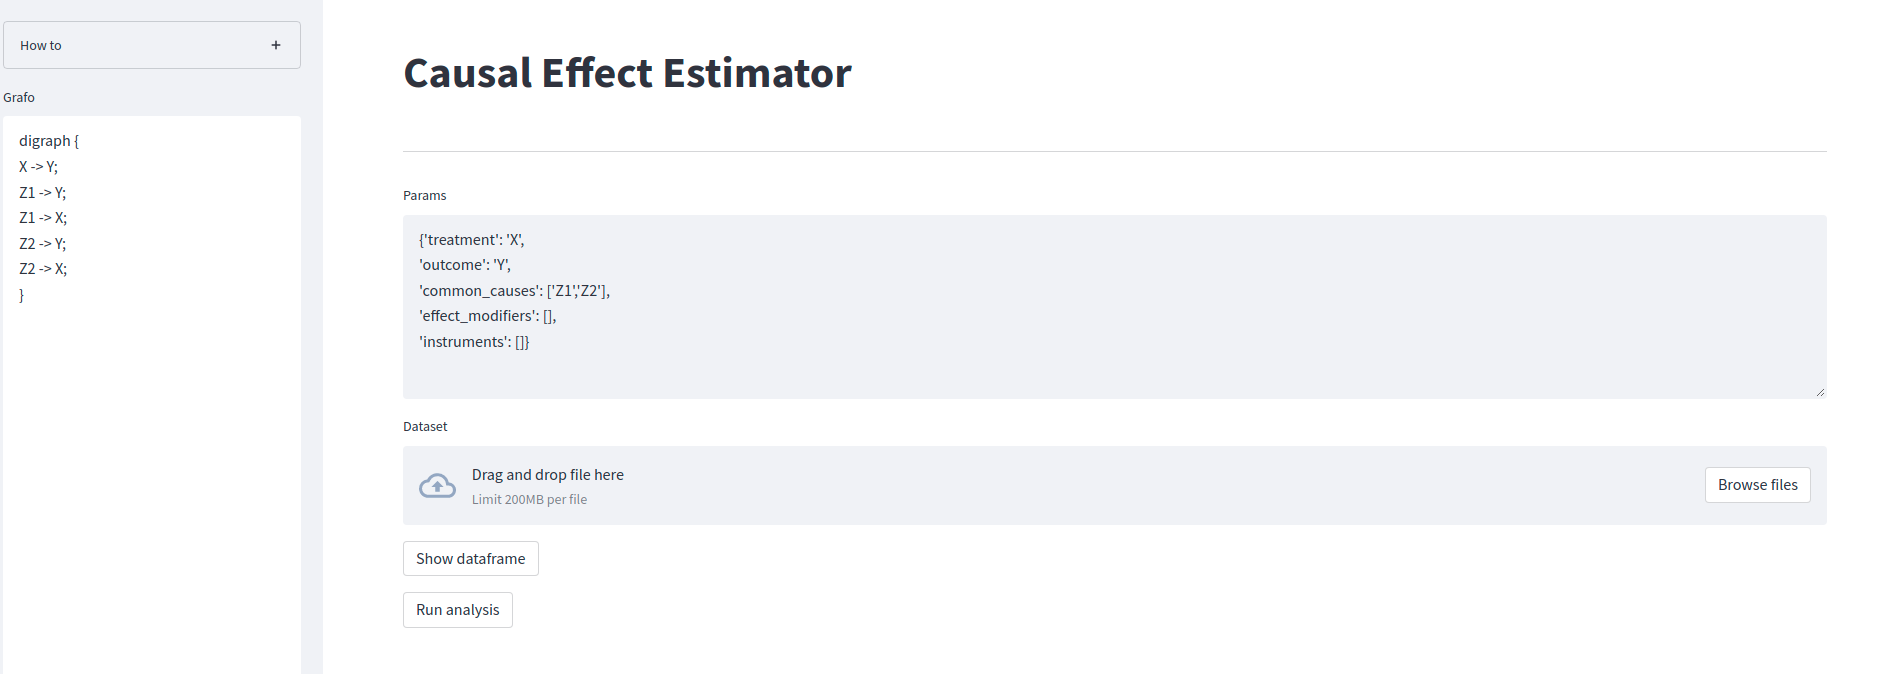 How to
+
Grafo
digraph {
X -> Y;
Z1 -> Y;
Z1 -> X;
Z2 -> Y;
Z2 -> X;
}
Causal Effect Estimator
Params
{'treatment': 'X',
'outcome': 'Y',
'common_causes': ['Z1','Z2'],
'effect_modifiers': [],
'instruments': []}
Dataset
Drag and drop file here
Limit 200MB per file
Browse files
Show dataframe
Run analysis